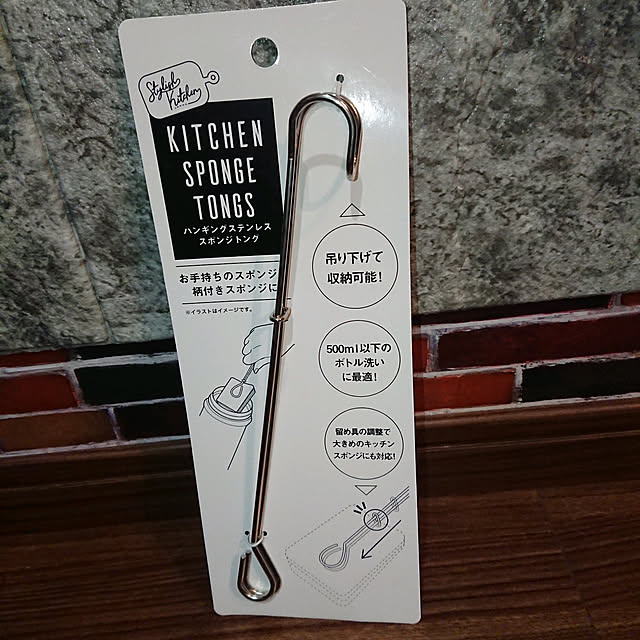 Stylish
Kitchen
KITCHEN
SPONGE
TONGS
ハンギングステンレス
スポンジトング
お手持ちのスポンジ
柄付きスポンジに
※イラストはイメージです。
吊り下げて
収納可能!
500ml以下の
ボトル洗い
に最適!
留め具の調整で
大きめのキッチン
スポンジにも対応!